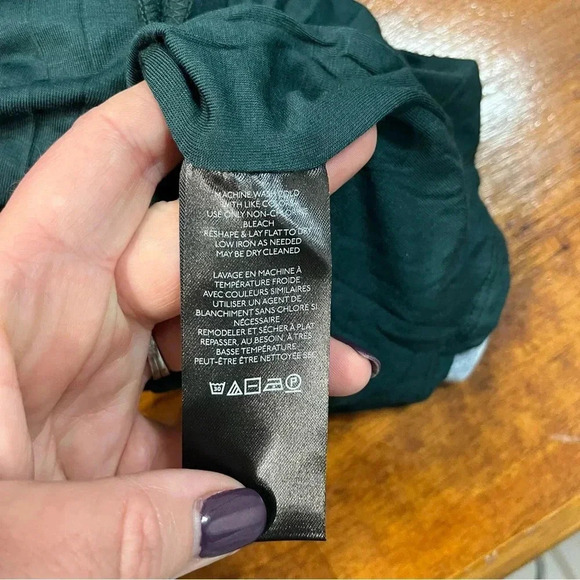 MACHINE WASH COLD
WITH LIKE COLORS
USE ONLY NON-CHLORINE
BLEACH
RESHAPE & LAY FLAT TO DRY
LOW IRON AS NEEDED
MAY BE DRY CLEANED
LAVAGE EN MACHINE À
TEMPÉRATURE FROIDE
AVEC COULEURS SIMILAIRES
UTILISER UN AGENT DE
BLANCHIMENT SANS CHLORE SI
NÉCESSAIRE
REMODELER ET SÉCHER À PLAT
REPASSER, AU BESOIN, À TRÈS
BASSE TEMPÉRATURE.
PEUT-ÊTRE NETTOYÉE SEC
30 P